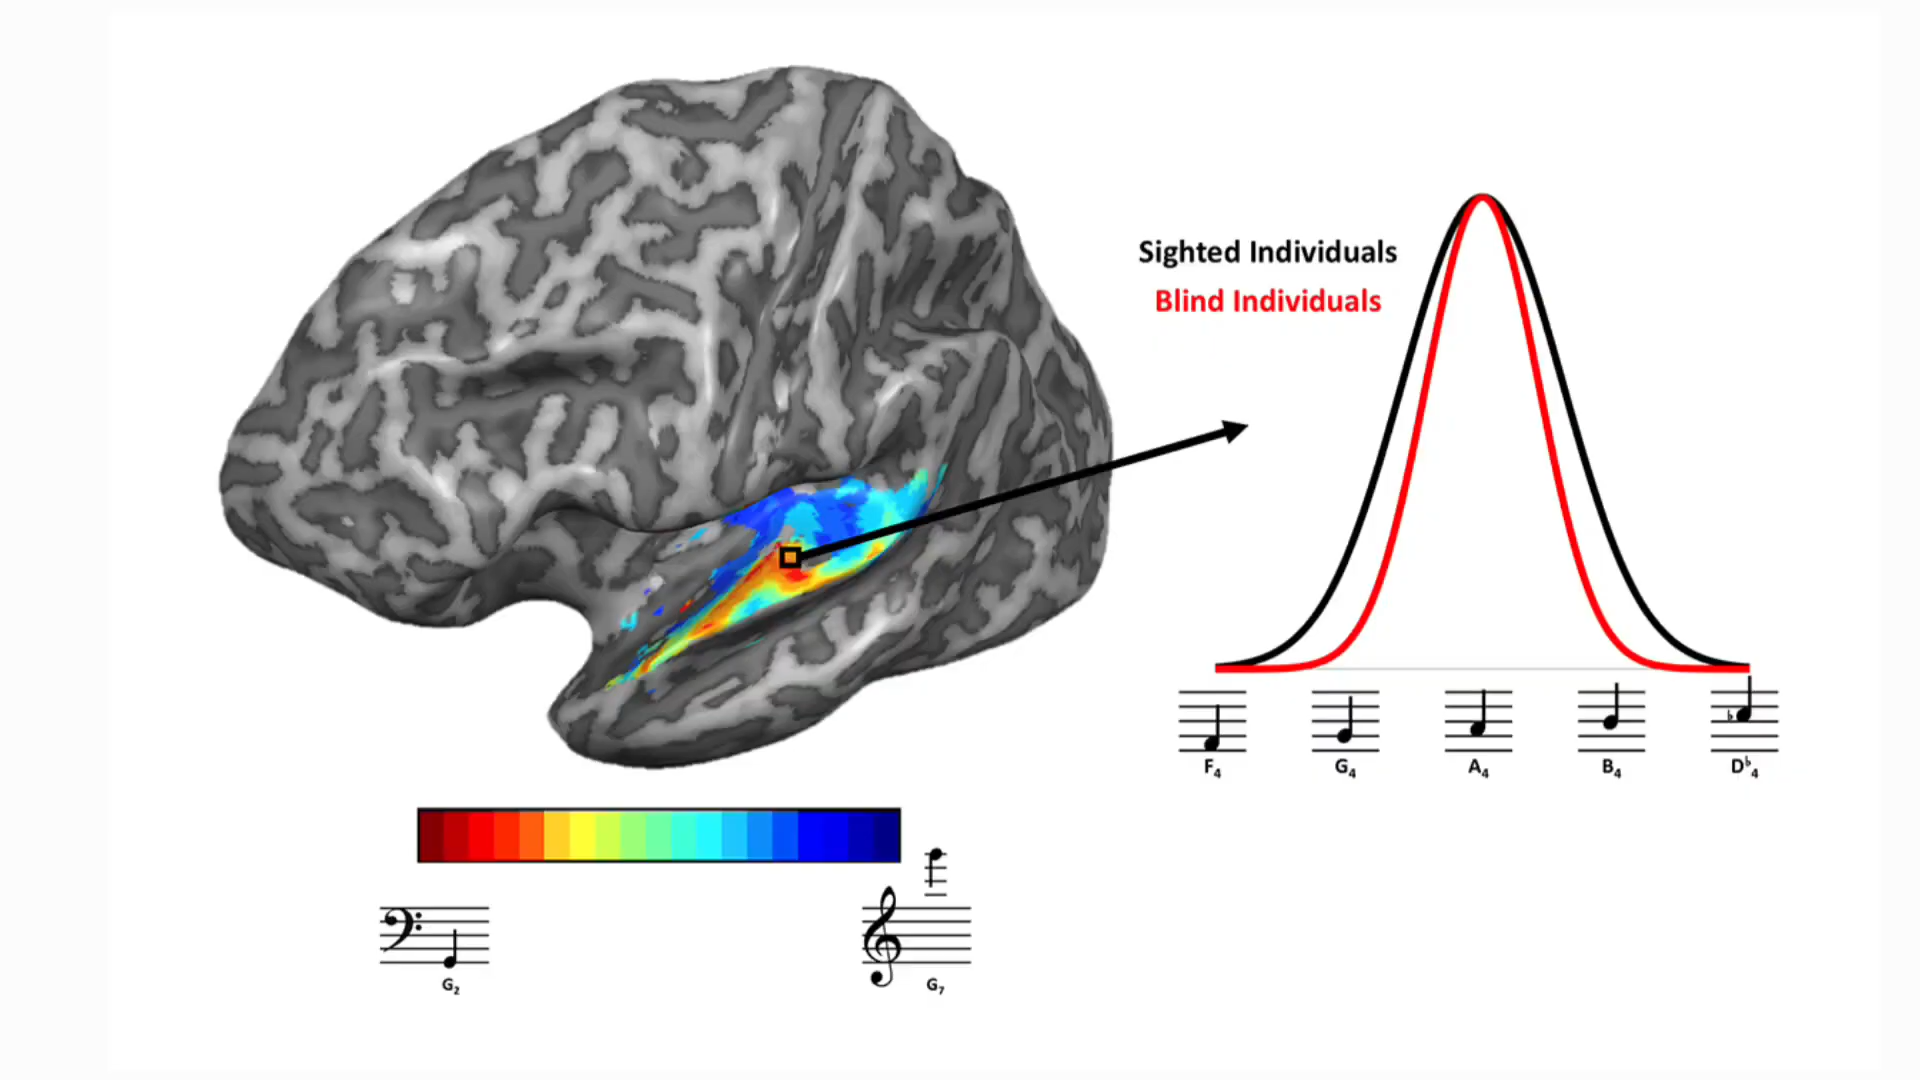 Sighted Individuals
Blind Individuals
F₄ G₄ A₄ B₄ D♭₄
G₂ G₇